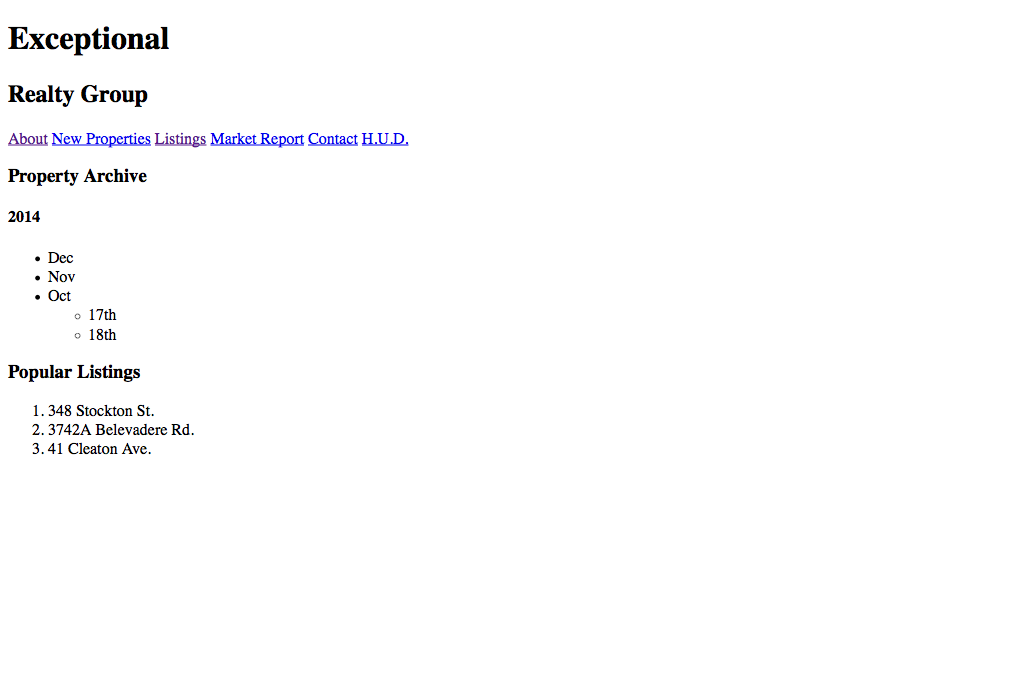 Exceptional
Realty Group
About New Properties Listings Market Report Contact H.U.D.
Property Archive
2014
Dec
Nov
Oct
17th
18th
Popular Listings
1. 348 Stockton St.
2. 3742A Belevadere Rd.
3. 41 Cleaton Ave.